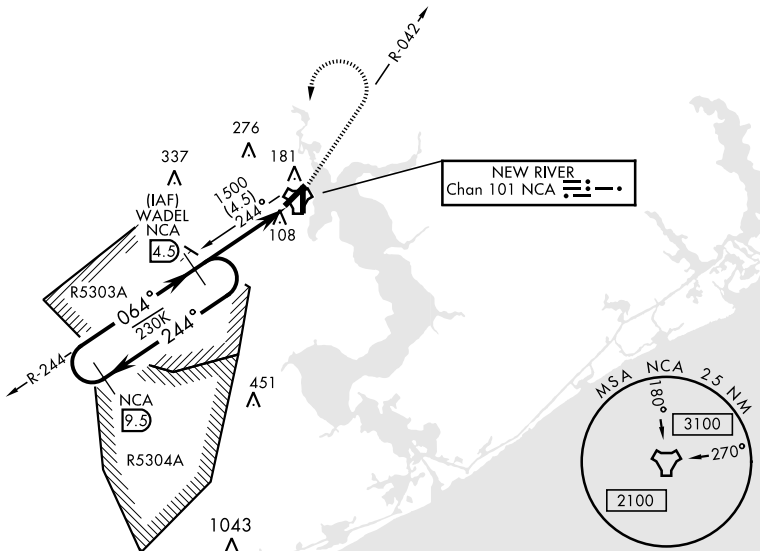 R-042
276
337
181
NEW RIVER
Chan 101 NCA
1500
(4.5)
244°
(IAF)
WADEL
NCA
4.5
108
R5303A
064°
230K
244°
R-244
NCA
9.5
451
R5304A
1043
MSA NCA 25 NM
180°
3100
270°
2100